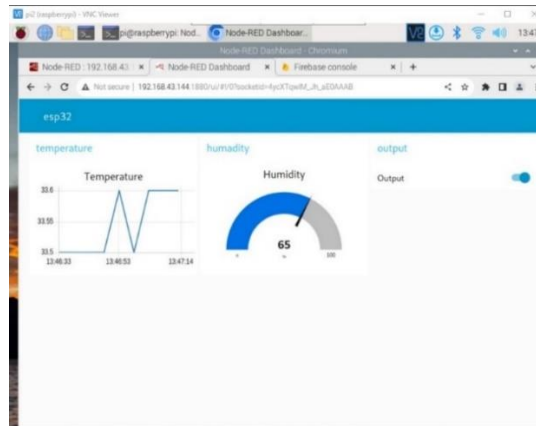 pi2 (raspberrypi) - VNC Viewer
pi@raspberrypi: Nod..
Node-RED Dashboar...
13:47
Node-RED Dashboard - Chromium
Node-RED : 192.168.43
Node-RED Dashboard
Firebase console
Not secure | 192.168.43.144:1880/ui/#!/0?socketid=
esp32
temperature
humadity
output
Temperature
33.6
33.55
33.5
13:46:33
13:46:53
13:47:14
Humidity
65
0
%
100
Output